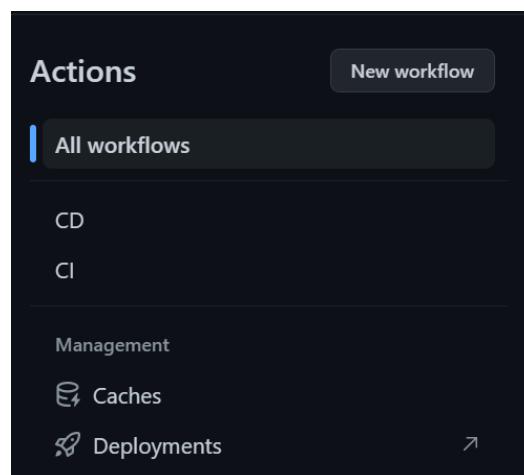 Actions
New workflow
All workflows
CD
CI
Management
Caches
Deployments